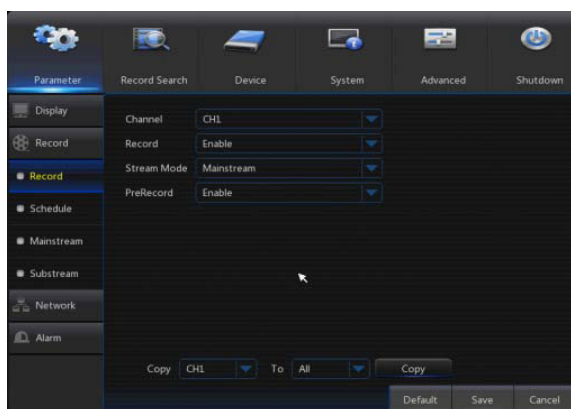 Parameter
Record Search
Device
System
Advanced
Shutdown
Display
Record
Record
Schedule
Mainstream
Substream
Network
Alarm
Channel CH1
Record Enable
Stream Mode Mainstream
PreRecord Enable
Copy CH1 To All Copy
Default Save Cancel